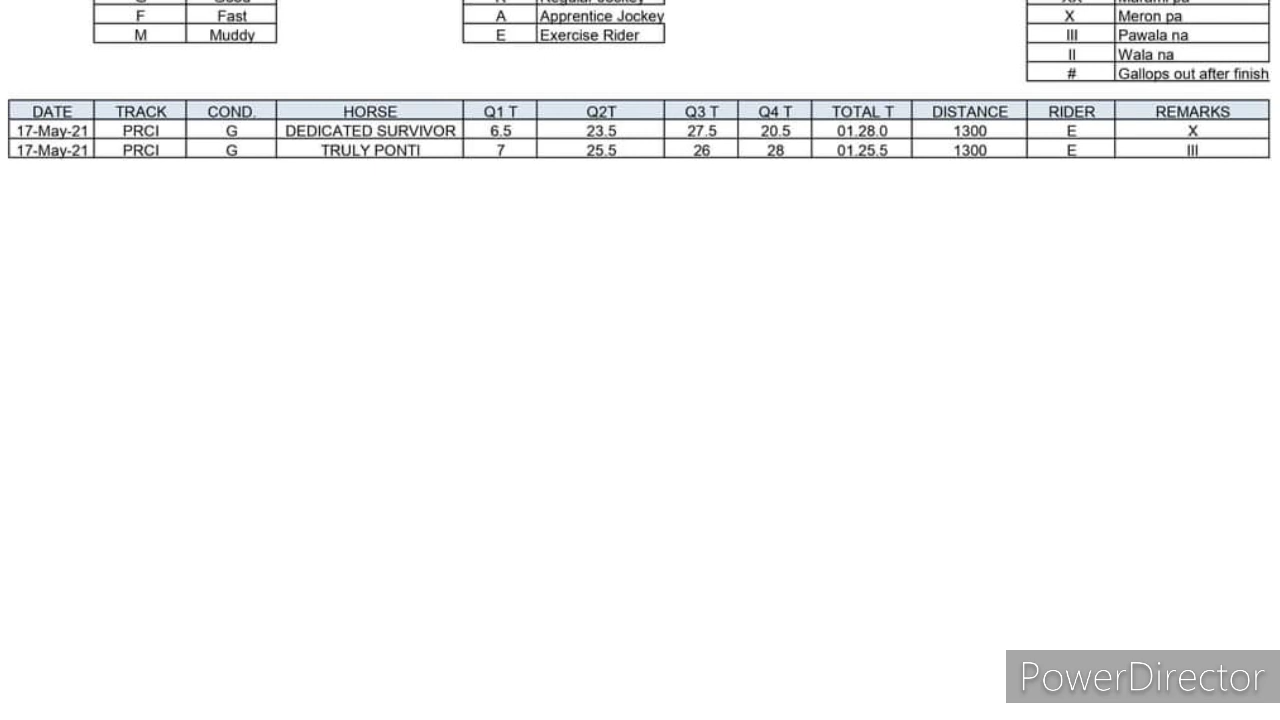 F Fast A Apprentice Jockey X Meron pa
M Muddy E Exercise Rider III Pawala na
II Wala na
# Gallops out after finish
DATE TRACK COND. HORSE Q1 T Q2T Q3 T Q4 T TOTAL T DISTANCE RIDER REMARKS
17-May-21 PRCI G DEDICATED SURVIVOR 6.5 23.5 27.5 20.5 01.28.0 1300 E X
17-May-21 PRCI G TRULY PONTI 7 25.5 26 28 01.25.5 1300 E III
PowerDirector